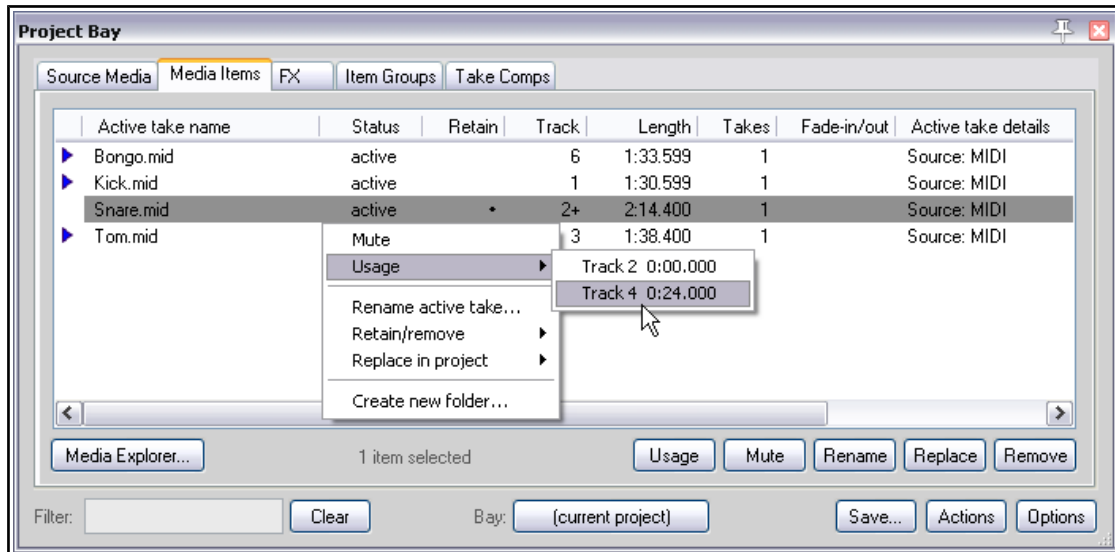 Project Bay
Source Media Media Items FX Item Groups Take Comps
Active take name Status Retain Track Length Takes Fade-in/out Active take details
Bongo.mid active 6 1:33.599 1 Source: MIDI
Kick.mid active 1 1:30.599 1 Source: MIDI
Snare.mid active • 2+ 2:14.400 1 Source: MIDI
Tom.mid 3 1:38.400 1 Source: MIDI
Mute
Usage
Track 2 0:00.000
Track 4 0:24.000
Rename active take...
Retain/remove
Replace in project
Create new folder...
Media Explorer... 1 item selected Usage Mute Rename Replace Remove
Filter: Clear Bay: (current project) Save... Actions Options